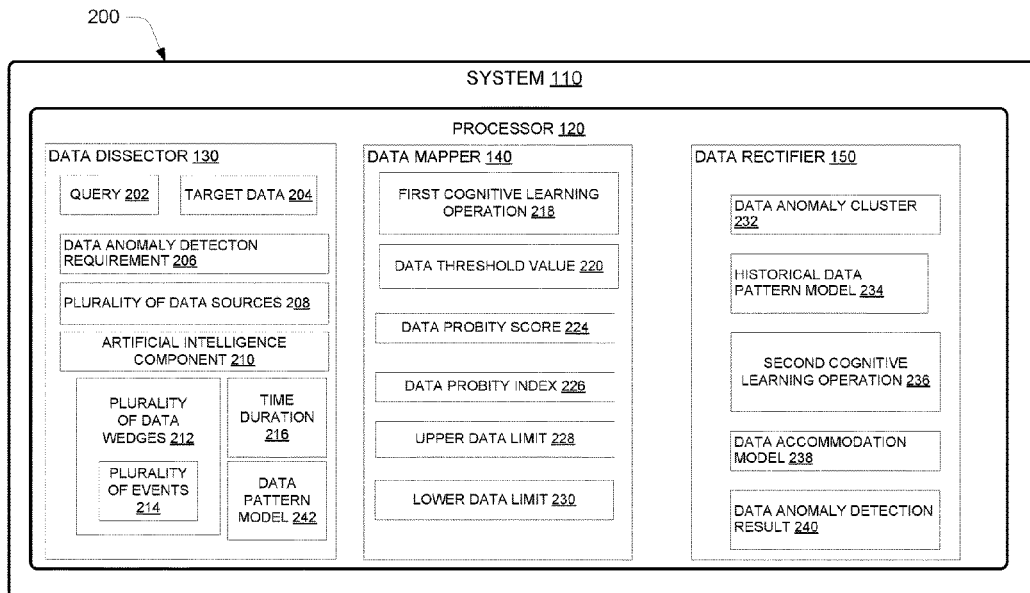 200
SYSTEM 110
PROCESSOR 120
DATA DISSECTOR 130
QUERY 202
TARGET DATA 204
DATA ANOMALY DETECTON
REQUIREMENT 206
PLURALITY OF DATA SOURCES 208
ARTIFICIAL INTELLIGENCE
COMPONENT 210
PLURALITY
OF DATA
WEDGES 212
PLURALITY
OF EVENTS
214
TIME
DURATION
216
DATA
PATTERN
MODEL 242
DATA MAPPER 140
FIRST COGNITIVE LEARNING
OPERATION 218
DATA THRESHOLD VALUE 220
DATA PROBITY SCORE 224
DATA PROBITY INDEX 226
UPPER DATA LIMIT 228
LOWER DATA LIMIT 230
DATA RECTIFIER 150
DATA ANOMALY CLUSTER
232
HISTORICAL DATA
PATTERN MODEL 234
SECOND COGNITIVE
LEARNING OPERATION 236
DATA ACCOMMODATION
MODEL 238
DATA ANOMALY DETECTION
RESULT 240